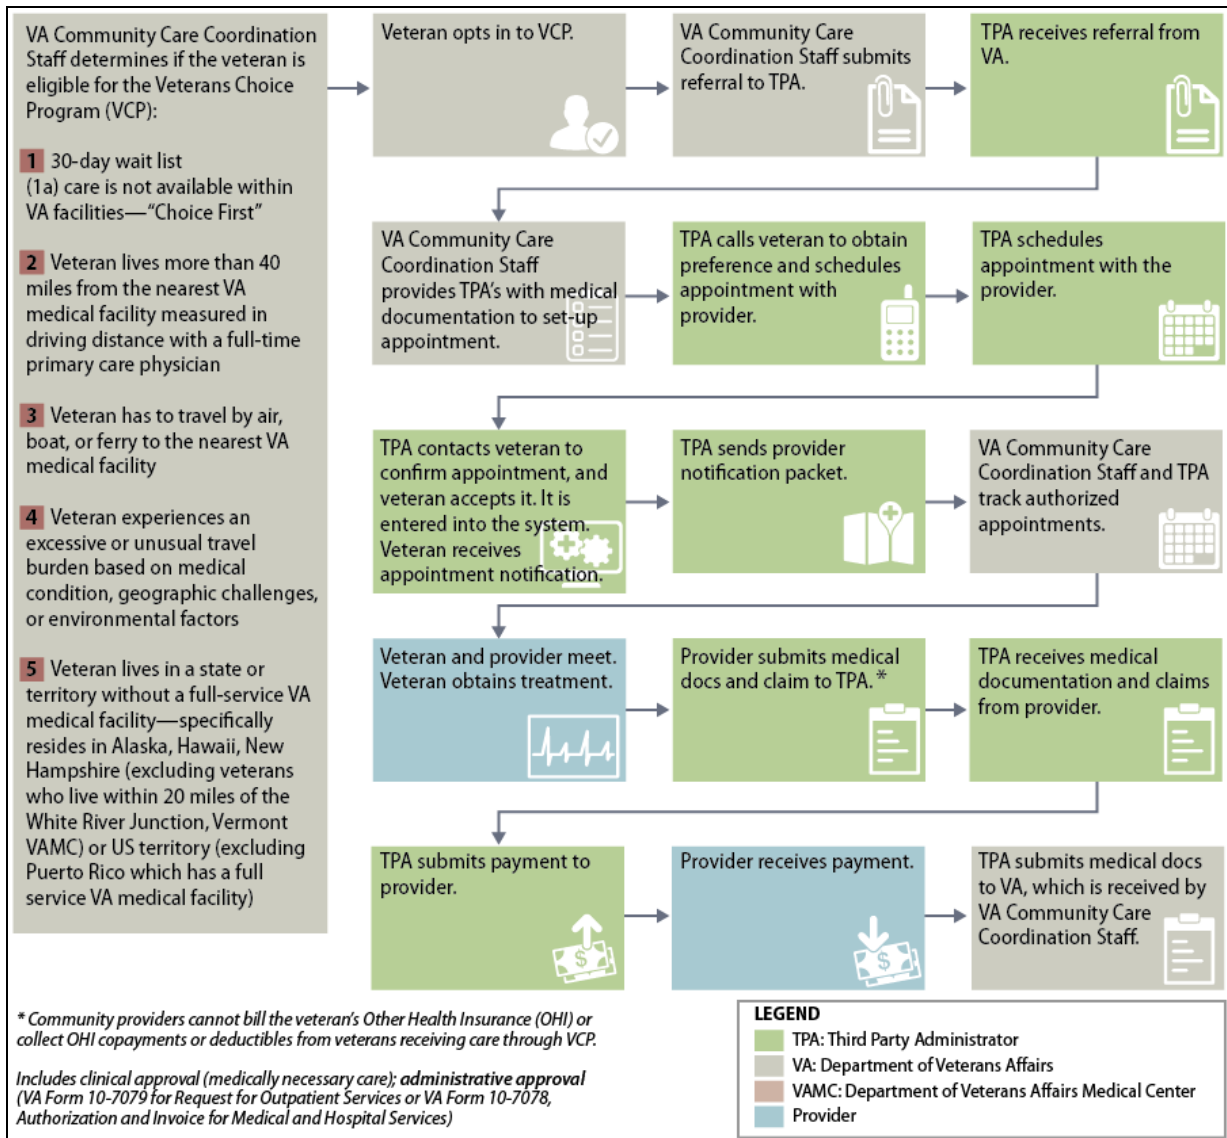 VA Community Care Coordination
Staff determines if the veteran is
eligible for the Veterans Choice
Program (VCP):
1 30-day wait list
(1a) care is not available within
VA facilities—“Choice First”
2 Veteran lives more than 40
miles from the nearest VA
medical facility measured in
driving distance with a full-time
primary care physician
3 Veteran has to travel by air,
boat, or ferry to the nearest VA
medical facility
4 Veteran experiences an
excessive or unusual travel
burden based on medical
condition, geographic challenges,
or environmental factors
5 Veteran lives in a state or
territory without a full-service VA
medical facility—specifically
resides in Alaska, Hawaii, New
Hampshire (excluding veterans
who live within 20 miles of the
White River Junction, Vermont
VAMC) or US territory (excluding
Puerto Rico which has a full
service VA medical facility)
Veteran opts in to VCP.
VA Community Care
Coordination Staff submits
referral to TPA.
TPA receives referral from
VA.
VA Community Care
Coordination Staff
provides TPA's with medical
documentation to set-up
appointment.
TPA calls veteran to obtain
preference and schedules
appointment with
provider.
TPA schedules
appointment with the
provider.
TPA contacts veteran to
confirm appointment, and
veteran accepts it. It is
entered into the system.
Veteran receives
appointment notification.
TPA sends provider
notification packet.
VA Community Care
Coordination Staff and TPA
track authorized
appointments.
Veteran and provider meet.
Veteran obtains treatment.
Provider submits medical
docs and claim to TPA.*
TPA receives medical
documentation and claims
from provider.
TPA submits payment to
provider.
$
Provider receives payment.
$
TPA submits medical docs
to VA, which is received by
VA Community Care
Coordination Staff.
* Community providers cannot bill the veteran's Other Health Insurance (OHI) or
collect OHI copayments or deductibles from veterans receiving care through VCP.
Includes clinical approval (medically necessary care); administrative approval
(VA Form 10-7079 for Request for Outpatient Services or VA Form 10-7078,
Authorization and Invoice for Medical and Hospital Services)
LEGEND
TPA: Third Party Administrator
VA: Department of Veterans Affairs
VAMC: Department of Veterans Affairs Medical Center
Provider